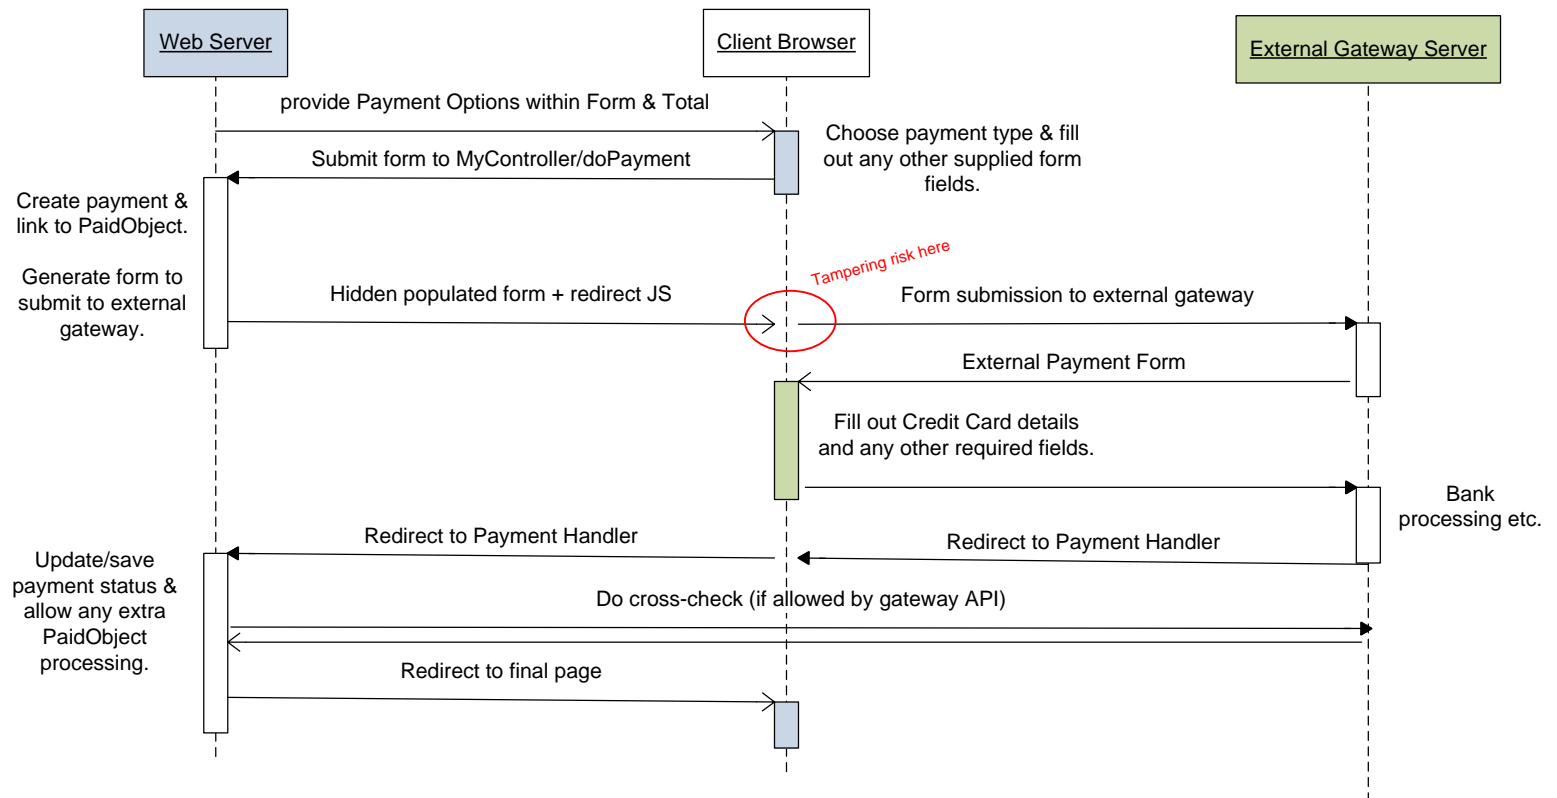 Web Server
Client Browser
External Gateway Server
provide Payment Options within Form & Total
Choose payment type & fill
out any other supplied form
fields.
Submit form to MyController/doPayment
Create payment &
link to PaidObject.
Generate form to
submit to external
gateway.
Tampering risk here
Hidden populated form + redirect JS
Form submission to external gateway
External Payment Form
Fill out Credit Card details
and any other required fields.
Bank
processing etc.
Redirect to Payment Handler
Redirect to Payment Handler
Update/save
payment status &
allow any extra
PaidObject
processing.
Do cross-check (if allowed by gateway API)
Redirect to final page